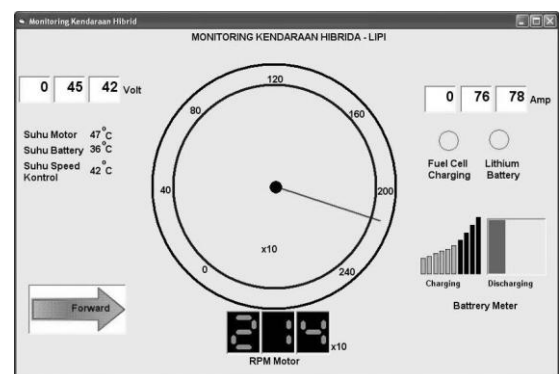 Monitoring Kendaraan Hibrid
MONITORING KENDARAAN HIBRIDA - LIPI
0 45 42 Volt
Suhu Motor 47°C
Suhu Battery 36°C
Suhu Speed Kontrol 42°C
0
40
80
120
160
200
240
x10
0 76 78 Amp
Fuel Cell Charging
Lithium Battery
Charging
Discharging
Battrery Meter
Forward
214 x10
RPM Motor